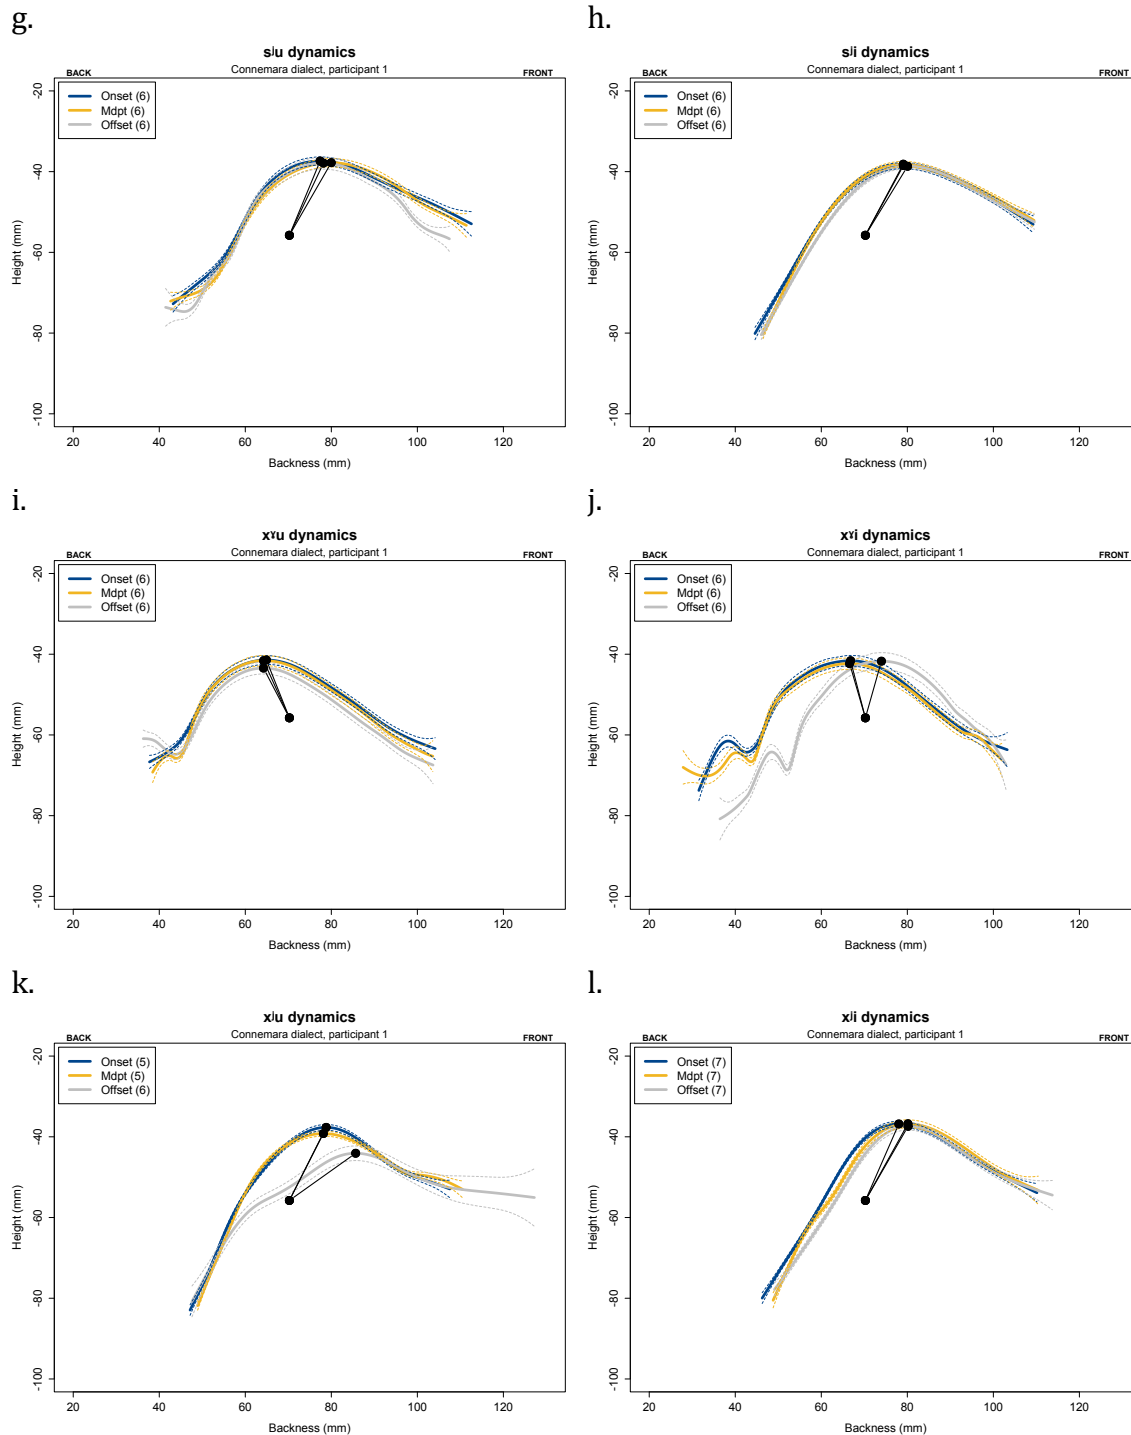 g.
sʲu dynamics
Connemara dialect, participant 1
BACK
FRONT
Onset (6)
Mdpt (6)
Offset (6)
Height (mm)
-20
-40
-60
-80
-100
20 40 60 80 100 120
Backness (mm)
h.
sʲi dynamics
Connemara dialect, participant 1
BACK
FRONT
Onset (6)
Mdpt (6)
Offset (6)
Height (mm)
-20
-40
-60
-80
-100
20 40 60 80 100 120
Backness (mm)
i.
xˠu dynamics
Connemara dialect, participant 1
BACK
FRONT
Onset (6)
Mdpt (6)
Offset (6)
Height (mm)
-20
-40
-60
-80
-100
20 40 60 80 100 120
Backness (mm)
j.
xˠi dynamics
Connemara dialect, participant 1
BACK
FRONT
Onset (6)
Mdpt (6)
Offset (6)
Height (mm)
-20
-40
-60
-80
-100
20 40 60 80 100 120
Backness (mm)
k.
xʲu dynamics
Connemara dialect, participant 1
BACK
FRONT
Onset (5)
Mdpt (5)
Offset (6)
Height (mm)
-20
-40
-60
-80
-100
20 40 60 80 100 120
Backness (mm)
l.
xʲi dynamics
Connemara dialect, participant 1
BACK
FRONT
Onset (7)
Mdpt (7)
Offset (7)
Height (mm)
-20
-40
-60
-80
-100
20 40 60 80 100 120
Backness (mm)